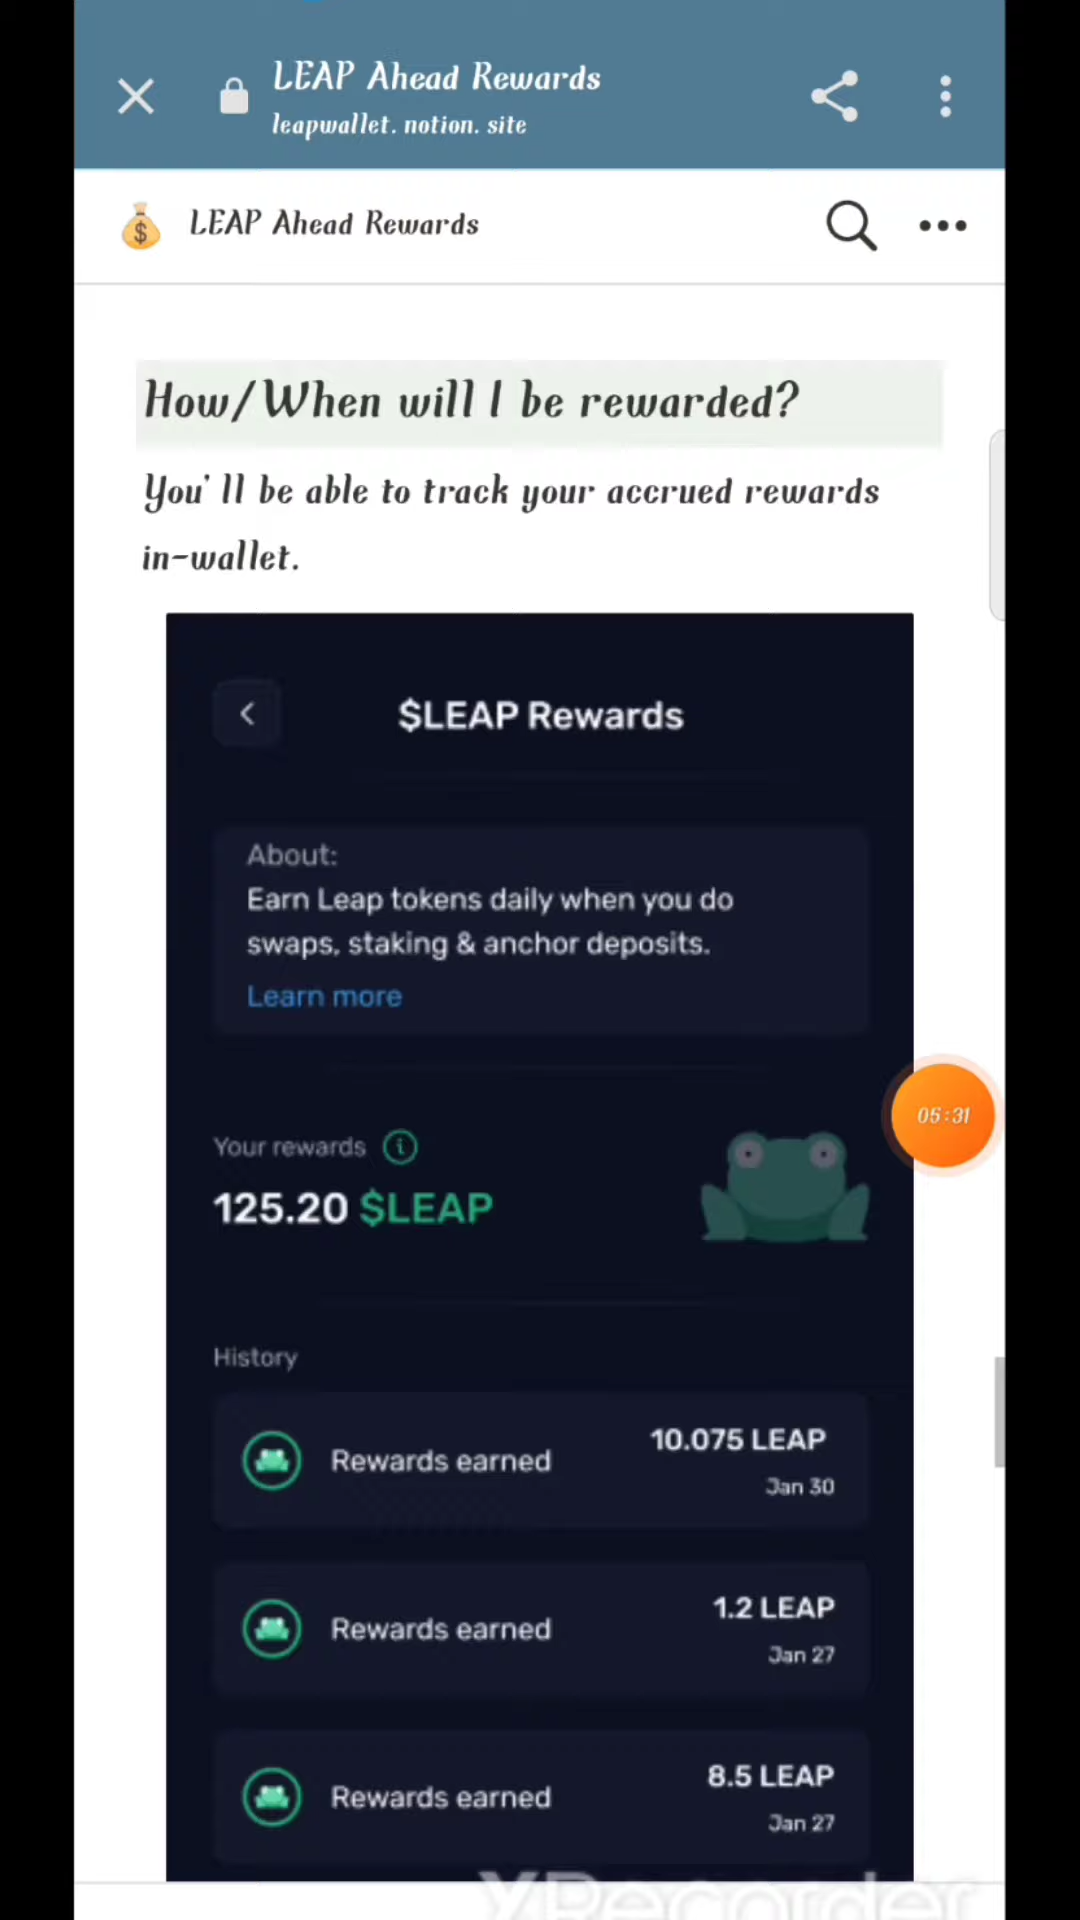 LEAP Ahead Rewards
leapwallet. notion. site
LEAP Ahead Rewards
How/When will I be rewarded?
You'll be able to track your accrued rewards
in-wallet.
$LEAP Rewards
About:
Earn Leap tokens daily when you do
swaps, staking & anchor deposits.
Learn more
05:31
Your rewards
125.20 $LEAP
History
Rewards earned
10.075 LEAP
Jan 30
Rewards earned
1.2 LEAP
Jan 27
Rewards earned
8.5 LEAP
Jan 27
XRecorder